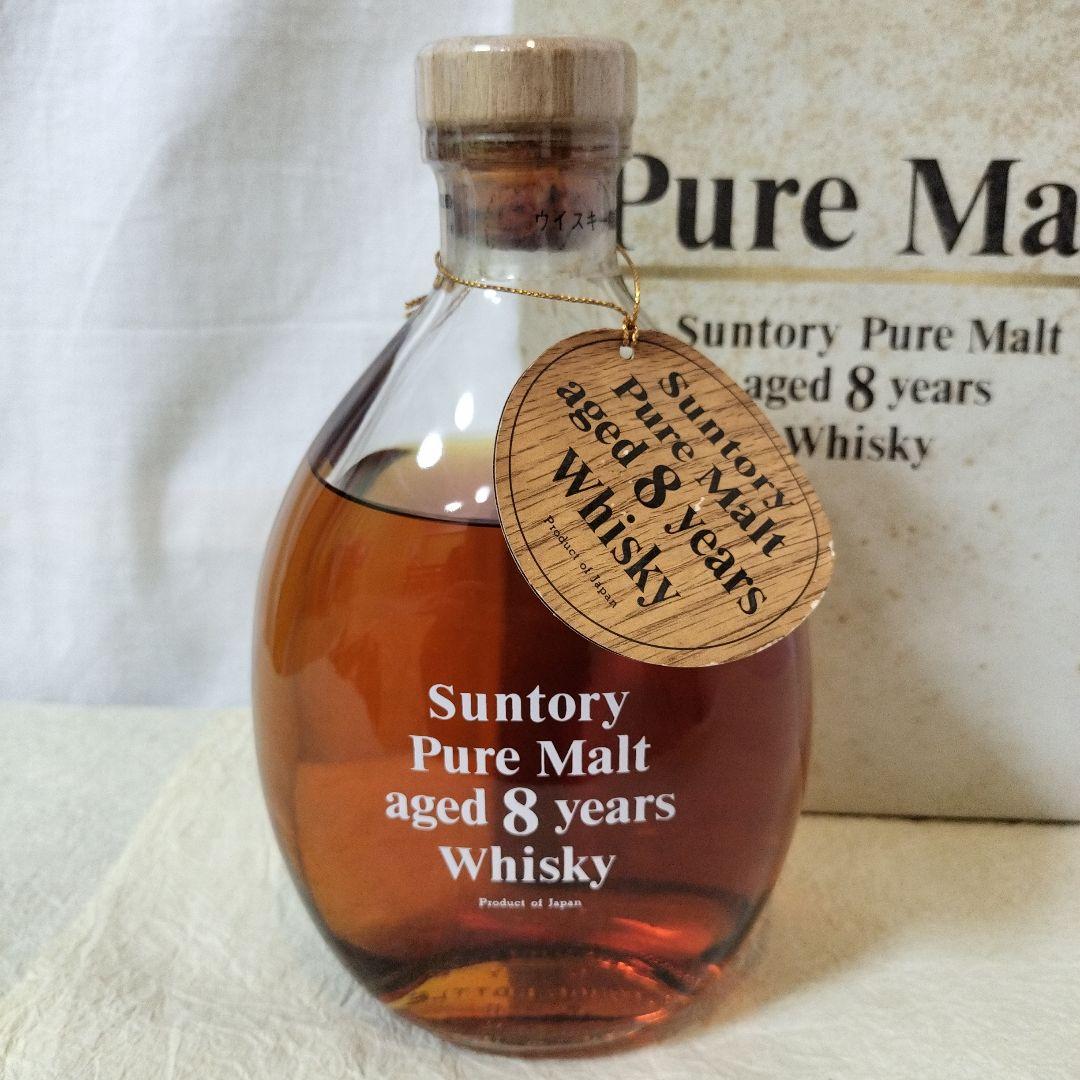 ウイスキー
Pure Ma
Suntory Pure Malt
aged 8 years
Whisky
Suntory
Pure Malt
aged 8 years
Whisky
Product of Japan
Suntory
Pure Malt
aged 8 years
Whisky
Product of Japan